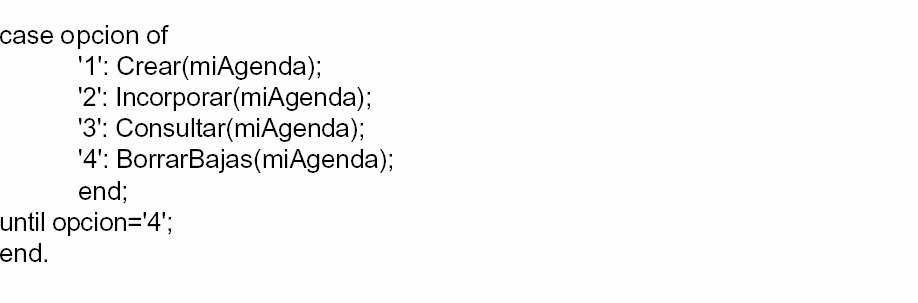 case opcion of
'1': Crear(miAgenda);
'2': Incorporar(miAgenda);
'3': Consultar(miAgenda);
'4': BorrarBajas(miAgenda);
end;
until opcion='4';
end.